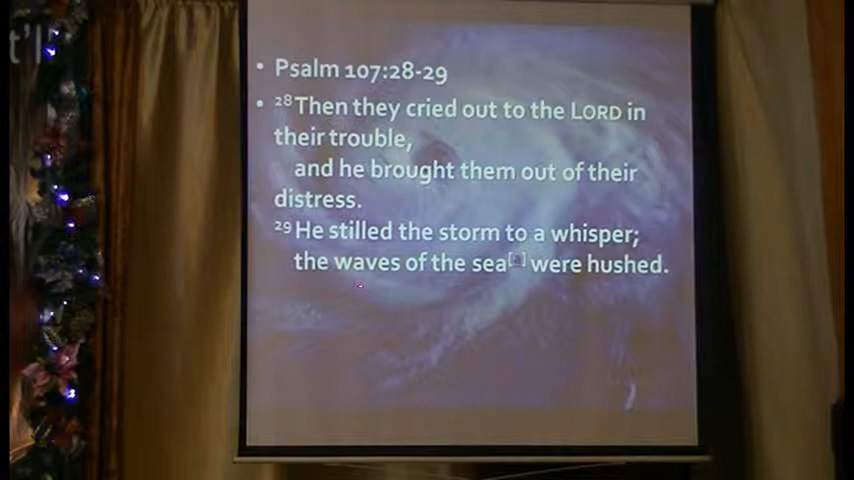 • Psalm 107:28-29
• 28 Then they cried out to the LORD in
their trouble,
and he brought them out of their
distress.
29 He stilled the storm to a whisper;
the waves of the sea were hushed.